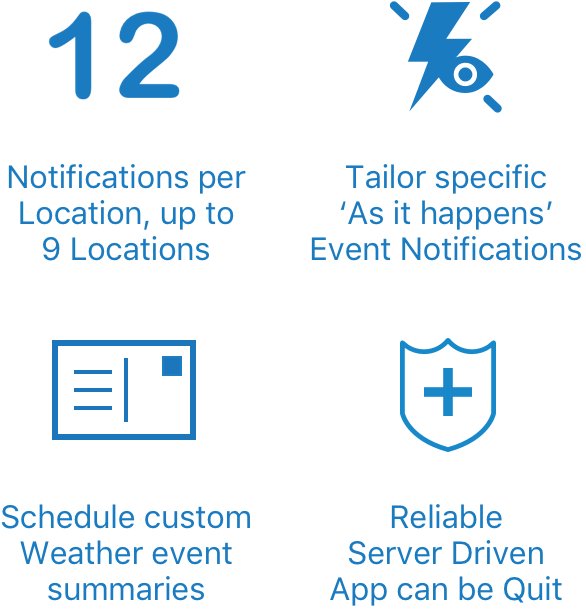 12
Notifications per
Location, up to
9 Locations
Tailor specific
‘As it happens’
Event Notifications
Schedule custom
Weather event
summaries
Reliable
Server Driven
App can be Quit